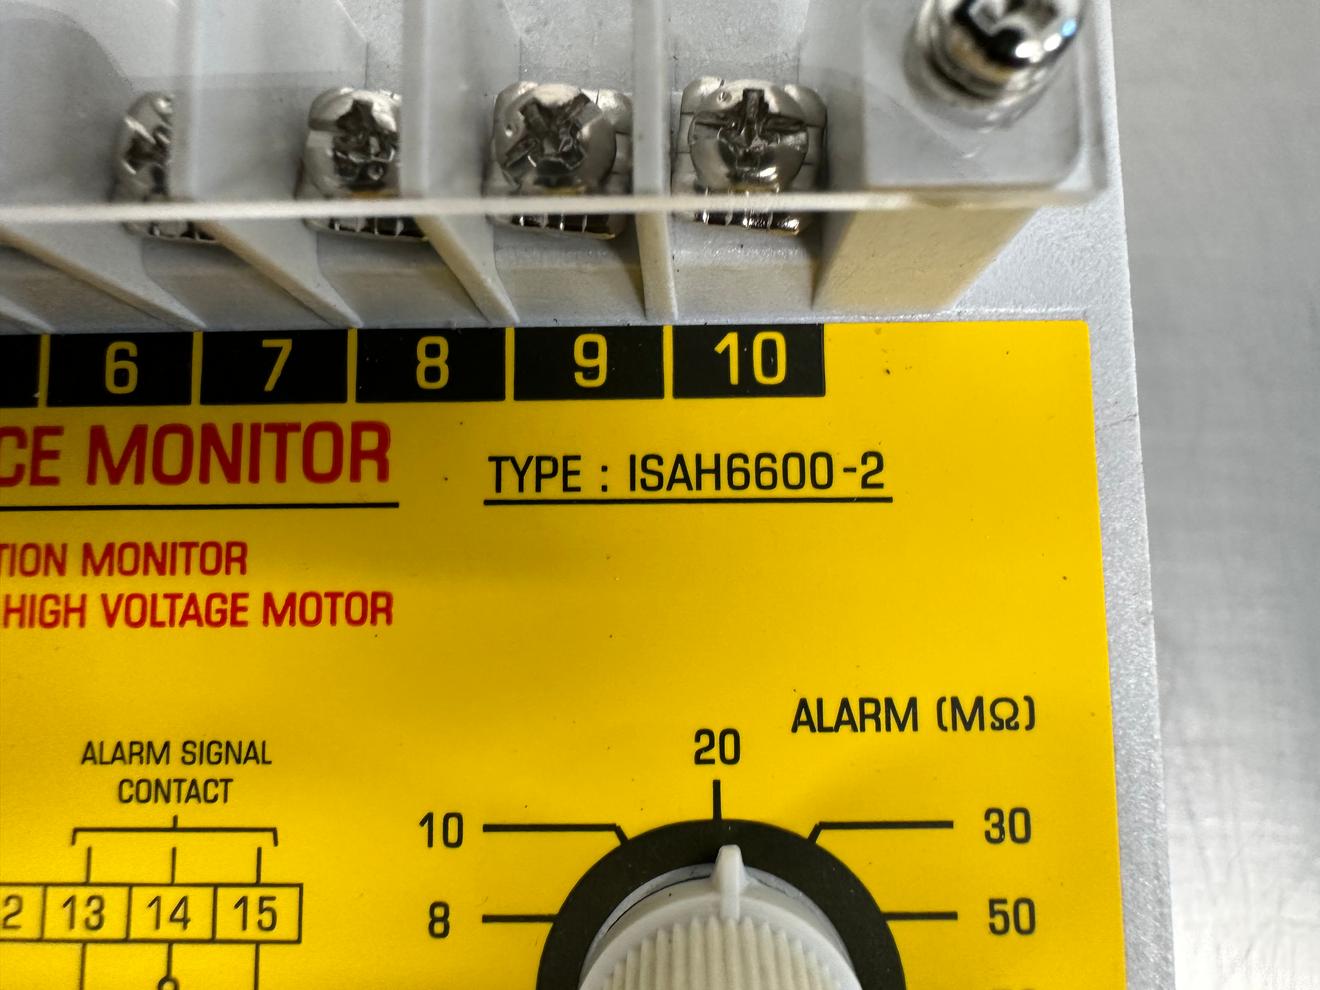 6 7 8 9 10
CE MONITOR
TYPE : ISAH6600-2
TION MONITOR
HIGH VOLTAGE MOTOR
ALARM (MΩ)
20
ALARM SIGNAL
CONTACT
10 30
8 50
2 13 14 15